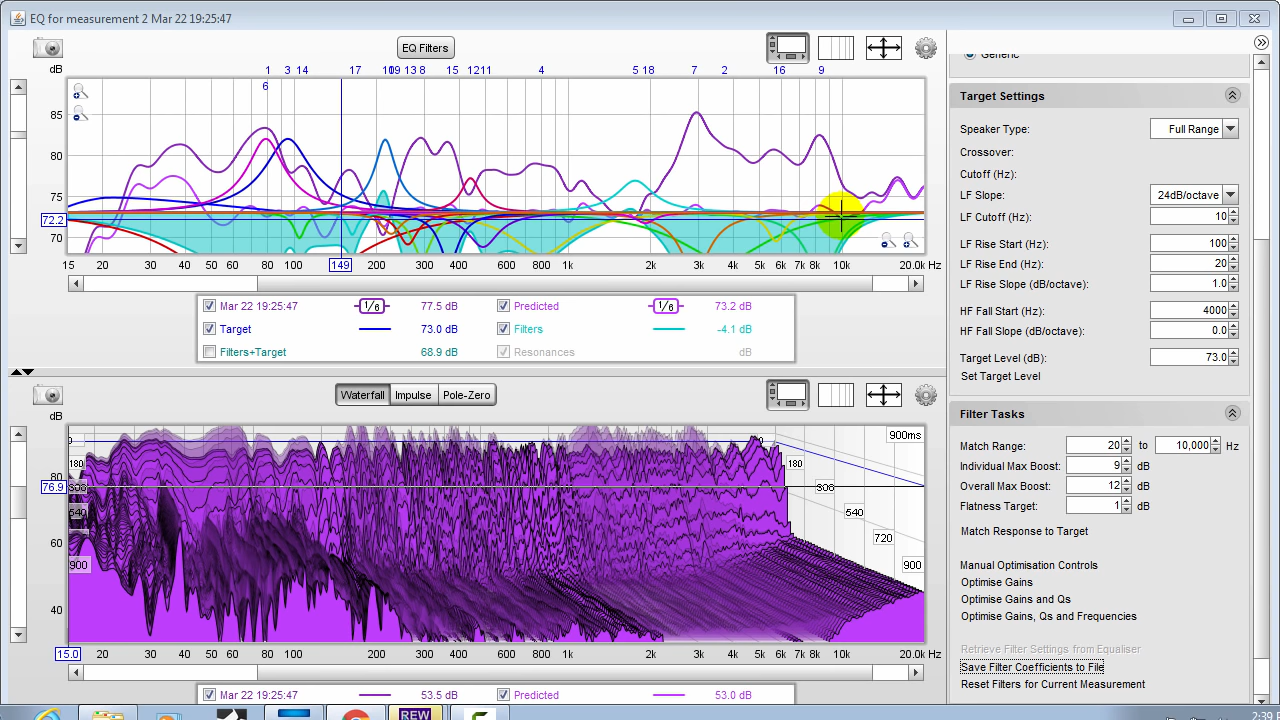 EQ for measurement 2 Mar 22 19:25:47
EQ Filters
dB
1 3 14 17 13 8 15 12 11 4 5 18 7 2 16 9
6
85
80
75
72.2
70
15 20 30 40 50 60 80 100 149 200 300 400 600 800 1k 2k 3k 4k 5k 6k 7k 8k 10k 20.0k Hz
Mar 22 19:25:47 1/6 77.5 dB Predicted 1/6 73.2 dB
Target 73.0 dB Filters -4.1 dB
Filters+Target 68.9 dB Resonances dB
Waterfall Impulse Pole-Zero
dB
900ms
180 180
80
76.9 306
540 540
60 720
900 900
40
15.0 20 30 40 50 60 80 100 200 300 400 600 800 1k 2k 3k 4k 5k 6k 7k 8k 10k 20.0k Hz
Mar 22 19:25:47 53.5 dB Predicted 53.0 dB
Generic
Target Settings
Speaker Type: Full Range
Crossover:
Cutoff (Hz):
LF Slope: 24dB/octave
LF Cutoff (Hz): 10
LF Rise Start (Hz): 100
LF Rise End (Hz): 20
LF Rise Slope (dB/octave): 1.0
HF Fall Start (Hz): 4000
HF Fall Slope (dB/octave): 0.0
Target Level (dB): 73.0
Set Target Level
Filter Tasks
Match Range: 20 to 10,000 Hz
Individual Max Boost: 9 dB
Overall Max Boost: 12 dB
Flatness Target: 1 dB
Match Response to Target
Manual Optimisation Controls
Optimise Gains
Optimise Gains and Qs
Optimise Gains, Qs and Frequencies
Retrieve Filter Settings from Equaliser
Save Filter Coefficients to File
Reset Filters for Current Measurement
REW